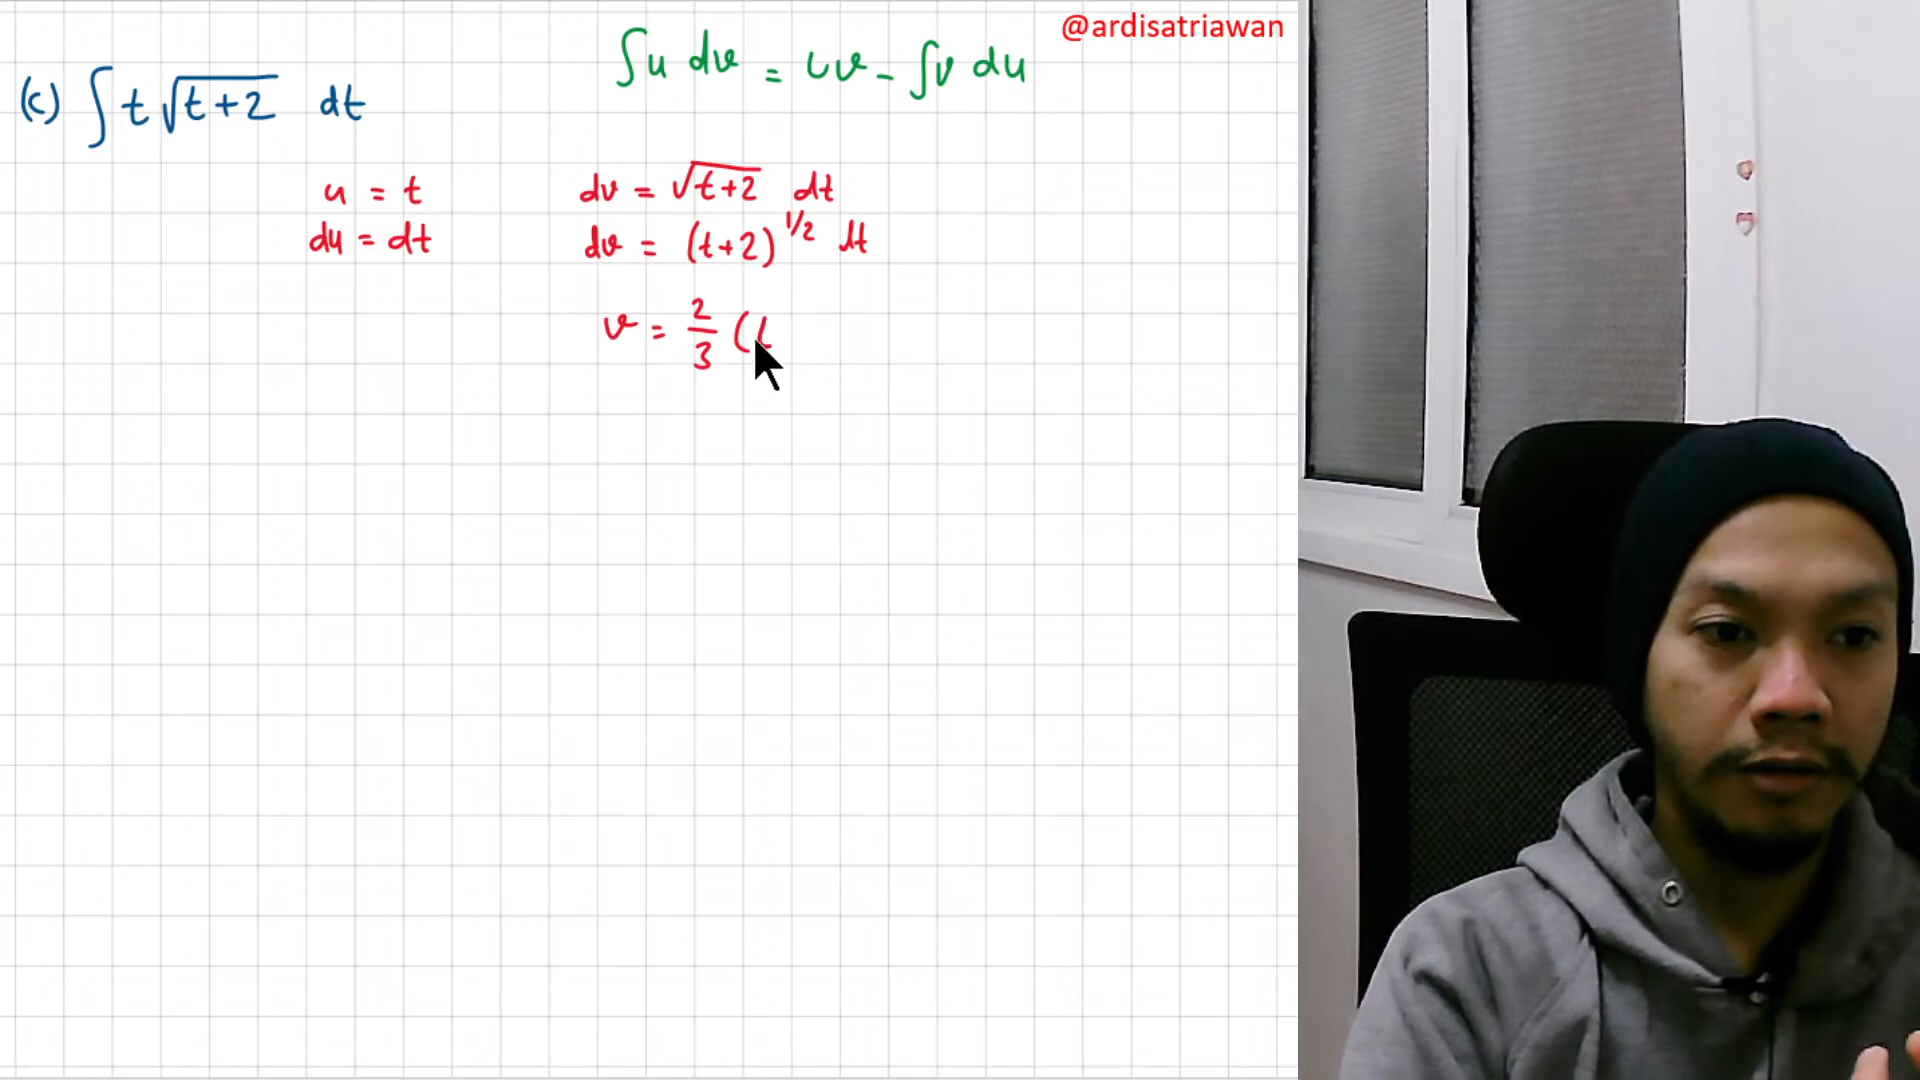 @ardisatriawan
∫u dv = uv - ∫v du
(c) ∫ t √(t+2) dt
u = t
du = dt
dv = √(t+2) dt
dv = (t+2)^1/2 dt
v = 2/3 (t